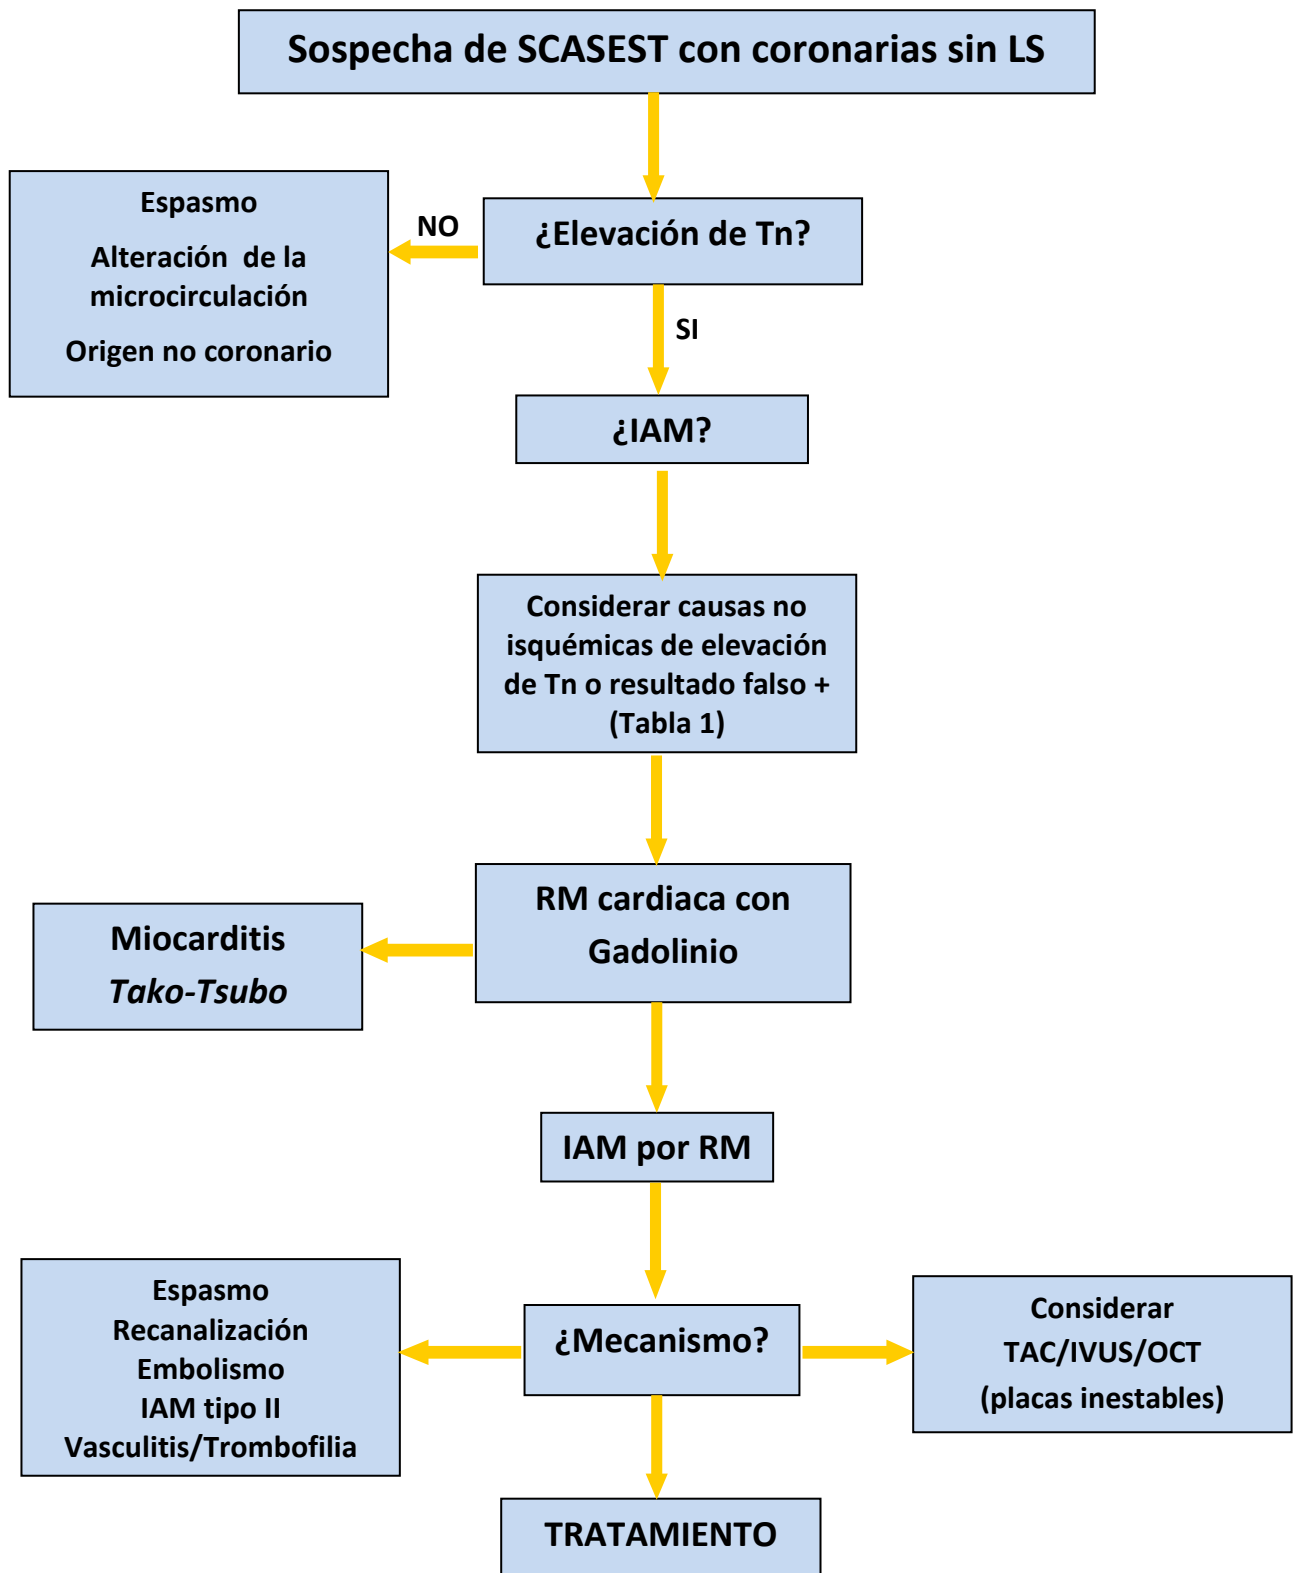 Sospecha de SCASEST con coronarias sin LS
Espasmo
Alteración de la
microcirculación
Origen no coronario
NO
¿Elevación de Tn?
SI
¿IAM?
Considerar causas no
isquémicas de elevación
de Tn o resultado falso +
(Tabla 1)
RM cardiaca con
Gadolinio
Miocarditis
Tako-Tsubo
IAM por RM
Espasmo
Recanalización
Embolismo
IAM tipo II
Vasculitis/Trombofilia
¿Mecanismo?
Considerar
TAC/IVUS/OCT
(placas inestables)
TRATAMIENTO